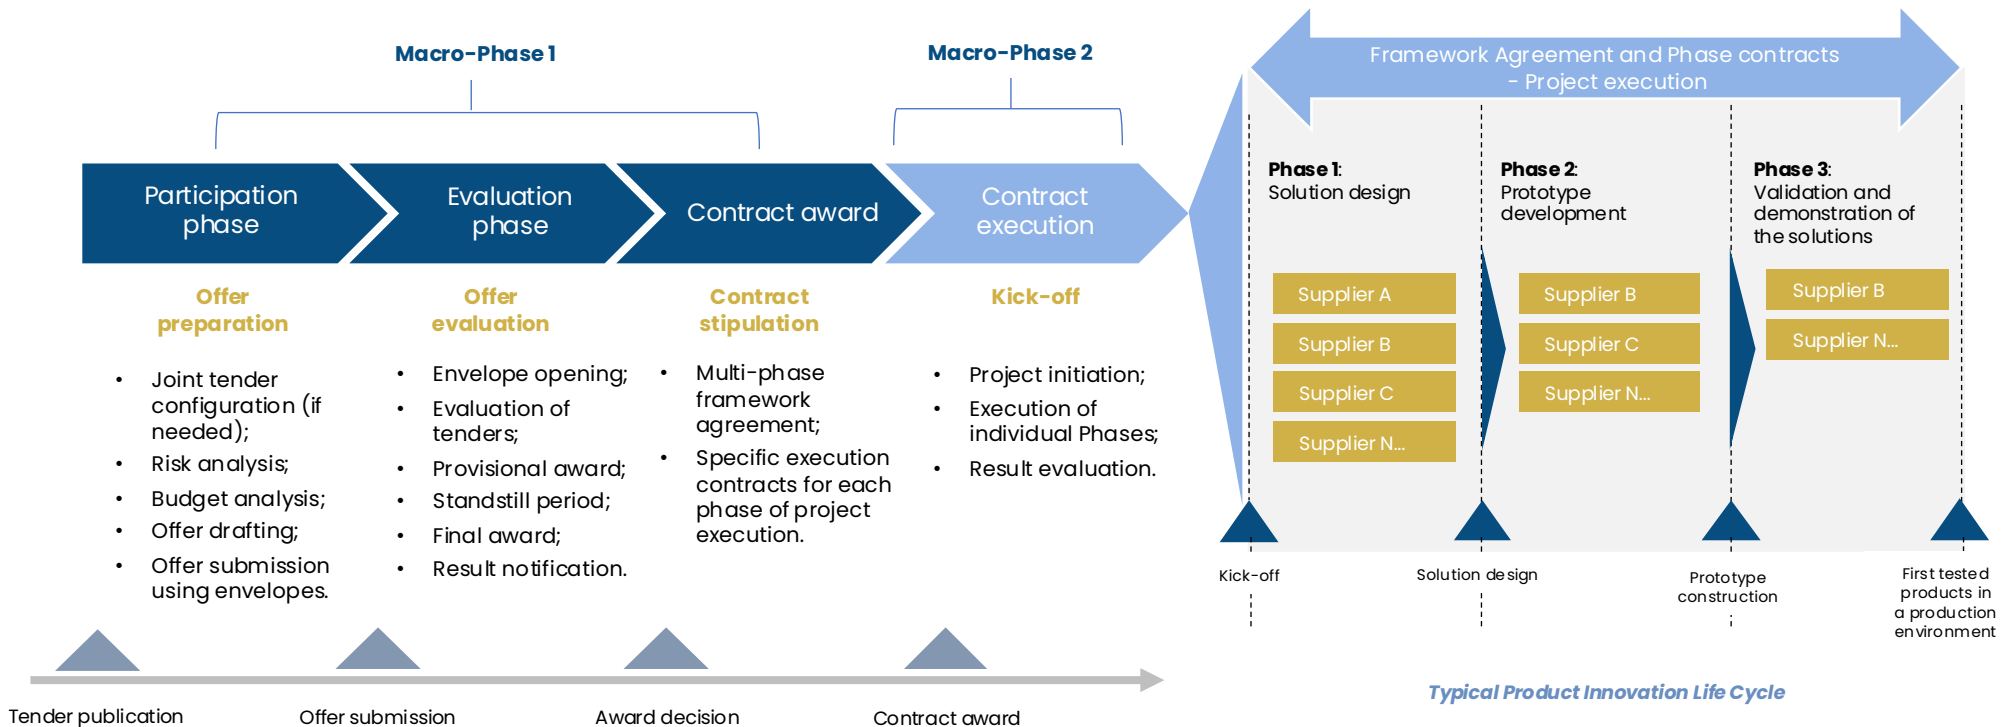 Macro-Phase 1
Macro-Phase 2
Framework Agreement and Phase contracts
- Project execution
Participation
phase
Evaluation
phase
Contract award
Contract
execution
Offer
preparation
Offer
evaluation
Contract
stipulation
Kick-off
• Joint tender
configuration (if
needed);
• Risk analysis;
• Budget analysis;
• Offer drafting;
• Offer submission
using envelopes.
• Envelope opening;
• Evaluation of
tenders;
• Provisional award;
• Standstill period;
• Final award;
• Result notification.
• Multi-phase
framework
agreement;
• Specific execution
contracts for each
phase of project
execution.
• Project initiation;
• Execution of
individual Phases;
• Result evaluation.
Tender publication
Offer submission
Award decision
Contract award
Phase 1:
Solution design
Supplier A
Supplier B
Supplier C
Supplier N...
Phase 2:
Prototype
development
Supplier B
Supplier C
Supplier N...
Phase 3:
Validation and
demonstration of
the solutions
Supplier B
Supplier N...
Kick-off
Solution design
Prototype
construction
First tested
products in
a production
environment
Typical Product Innovation Life Cycle